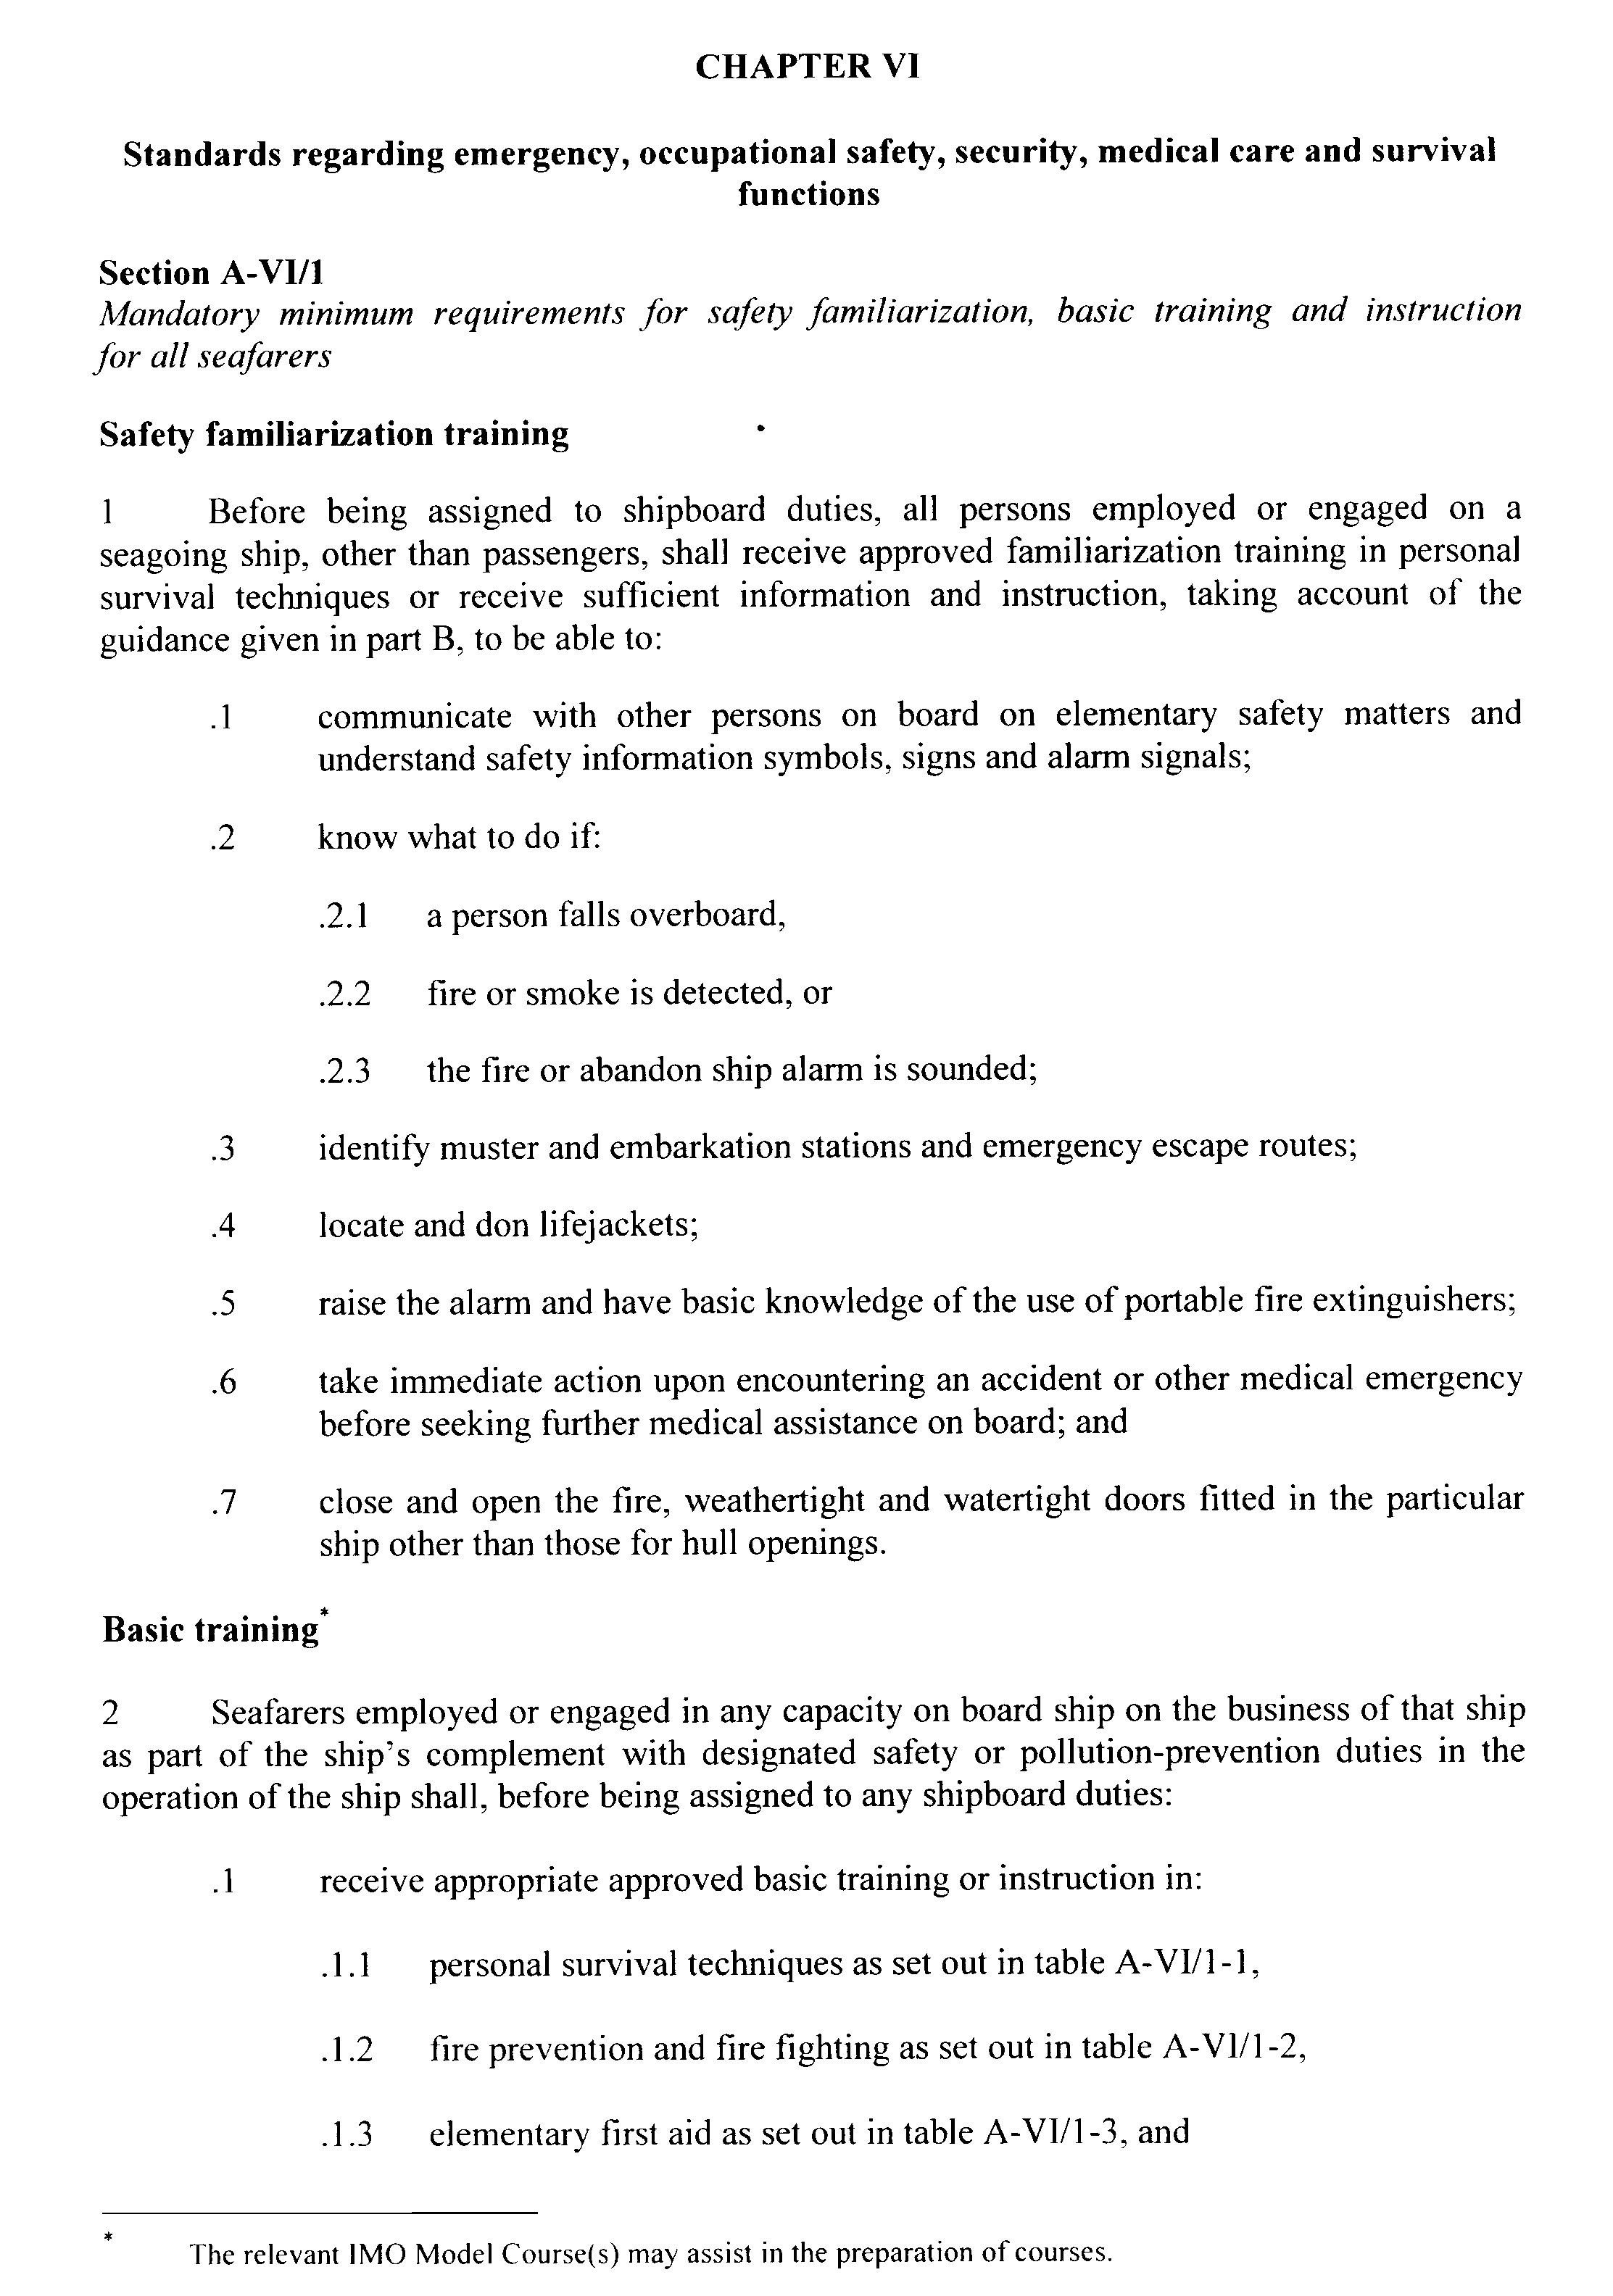 CHAPTER VI
Standards regarding emergency, occupational safety, security, medical care and survival
functions
Section A-VI/1
Mandatory minimum requirements for safety familiarization, basic training and instruction
for all seafarers
Safety familiarization training
1 Before being assigned to shipboard duties, all persons employed or engaged on a
seagoing ship, other than passengers, shall receive approved familiarization training in personal
survival techniques or receive sufficient information and instruction, taking account of the
guidance given in part B, to be able to:
.1 communicate with other persons on board on elementary safety matters and
understand safety information symbols, signs and alarm signals;
.2 know what to do if:
.2.1 a person falls overboard,
.2.2 fire or smoke is detected, or
.2.3 the fire or abandon ship alarm is sounded;
.3 identify muster and embarkation stations and emergency escape routes;
.4 locate and don lifejackets;
.5 raise the alarm and have basic knowledge of the use of portable fire extinguishers;
.6 take immediate action upon encountering an accident or other medical emergency
before seeking further medical assistance on board; and
.7 close and open the fire, weathertight and watertight doors fitted in the particular
ship other than those for hull openings.
Basic training*
2 Seafarers employed or engaged in any capacity on board ship on the business of that ship
as part of the ship's complement with designated safety or pollution-prevention duties in the
operation of the ship shall, before being assigned to any shipboard duties:
.1 receive appropriate approved basic training or instruction in:
.1.1 personal survival techniques as set out in table A-VI/1-1,
.1.2 fire prevention and fire fighting as set out in table A-VI/1-2,
.1.3 elementary first aid as set out in table A-VI/1-3, and
* The relevant IMO Model Course(s) may assist in the preparation of courses.